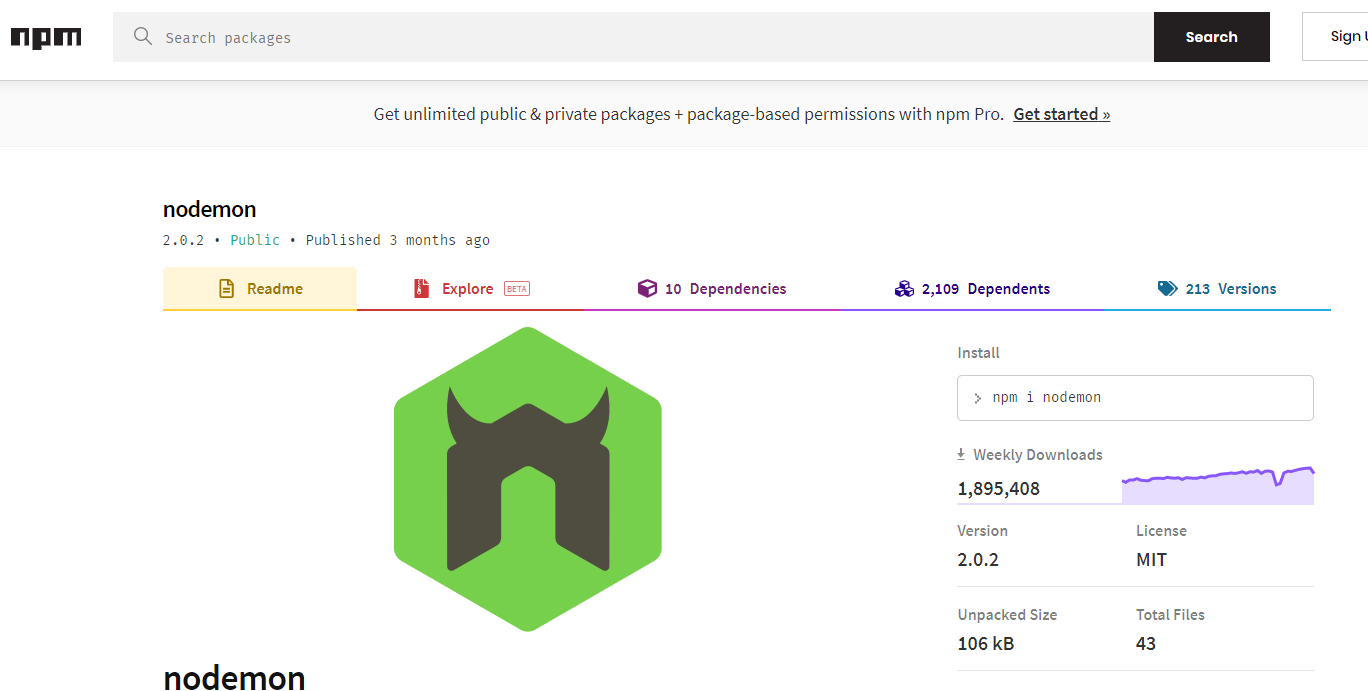 npm
Search packages
Search
Sign
Get unlimited public & private packages + package-based permissions with npm Pro. Get started »
nodemon
2.0.2 • Public • Published 3 months ago
Readme
Explore BETA
10 Dependencies
2,109 Dependents
213 Versions
Install
> npm i nodemon
Weekly Downloads
1,895,408
Version
License
2.0.2
MIT
Unpacked Size
Total Files
106 kB
43
nodemon